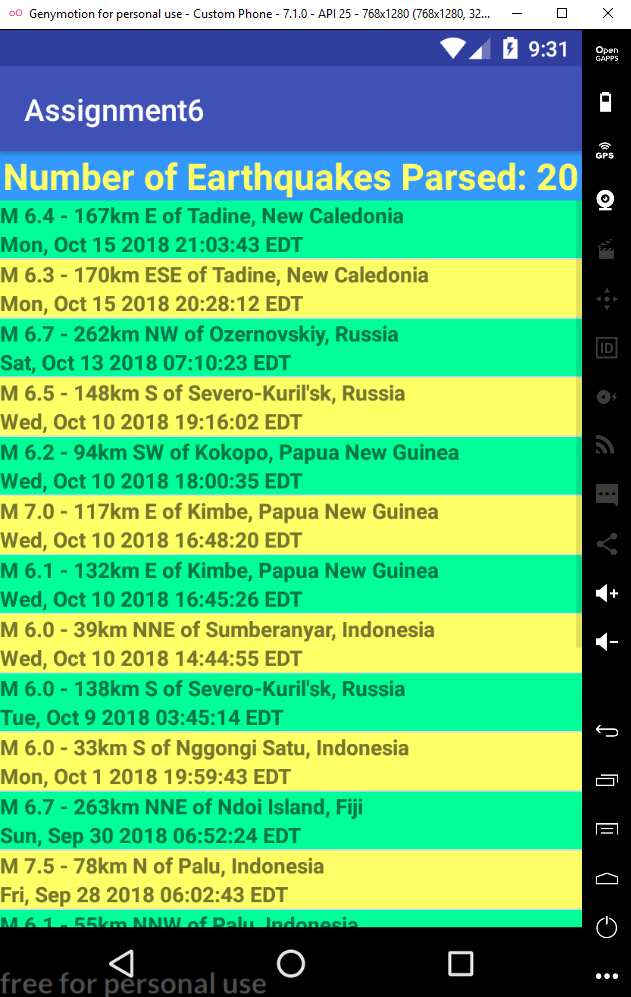 Genymotion for personal use - Custom Phone - 7.1.0 - API 25 - 768x1280 (768x1280, 32...
9:31
Open
GAPPS
Assignment6
GPS
Number of Earthquakes Parsed: 20
M 6.4 - 167km E of Tadine, New Caledonia
Mon, Oct 15 2018 21:03:43 EDT
M 6.3 - 170km ESE of Tadine, New Caledonia
Mon, Oct 15 2018 20:28:12 EDT
M 6.7 - 262km NW of Ozernovskiy, Russia
ID
Sat, Oct 13 2018 07:10:23 EDT
M 6.5 - 148km S of Severo-Kuril'sk, Russia
Wed, Oct 10 2018 19:16:02 EDT
M 6.2 - 94km SW of Kokopo, Papua New Guinea
Wed, Oct 10 2018 18:00:35 EDT
M 7.0 - 117km E of Kimbe, Papua New Guinea
Wed, Oct 10 2018 16:48:20 EDT
M 6.1 - 132km E of Kimbe, Papua New Guinea
Wed, Oct 10 2018 16:45:26 EDT
M 6.0 - 39km NNE of Sumberanyar, Indonesia
Wed, Oct 10 2018 14:44:55 EDT
M 6.0 - 138km S of Severo-Kuril'sk, Russia
Tue, Oct 9 2018 03:45:14 EDT
M 6.0 - 33km S of Nggongi Satu, Indonesia
Mon, Oct 1 2018 19:59:43 EDT
M 6.7 - 263km NNE of Ndoi Island, Fiji
Sun, Sep 30 2018 06:52:24 EDT
M 7.5 - 78km N of Palu, Indonesia
Fri, Sep 28 2018 06:02:43 EDT
M 6.1 - 55km NNW of Palu, Indonesia
free for personal use